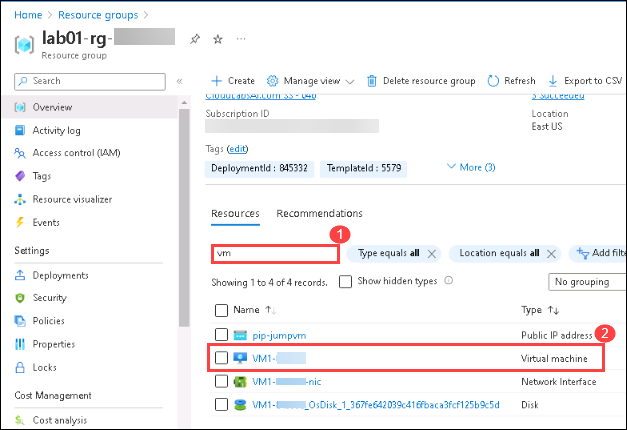 Home > Resource groups >
lab01-rg-
Resource group
Search
«
+ Create
Manage view
Delete resource group
Refresh
Export to CSV
Overview
Activity log
Access control (IAM)
Tags
Resource visualizer
Events
Settings
Deployments
Security
Policies
Properties
Locks
Cost Management
Cost analysis
CloudLabsAI.com SS - 040
5 Succeeded
Subscription ID
Location
East US
Tags (edit)
DeploymentId : 845332
TemplateId : 5579
More (3)
Resources
Recommendations
1
vm
Type equals all
Location equals all
Add filte
Showing 1 to 4 of 4 records.
Show hidden types
No grouping
Name
Type
pip-jumpvm
Public IP address
2
VM1-
Virtual machine
VM1- -nic
Network Interface
VM1- _OsDisk_1_367fe642039c416fbaca3fcf125b9c5d
Disk